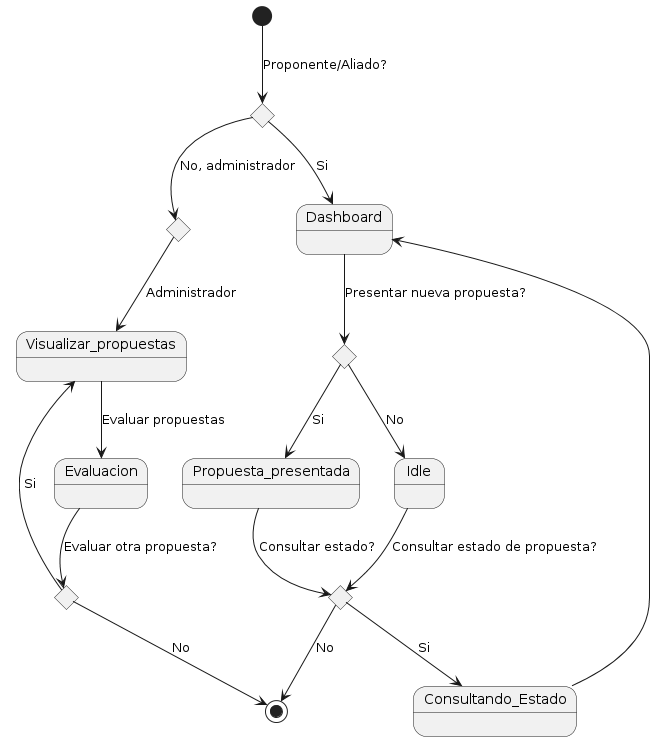 Proponente/Aliado?
No, administrador
Si
Dashboard
Administrador
Presentar nueva propuesta?
Visualizar_propuestas
Evaluar propuestas
Si
No
Si
Evaluacion
Propuesta_presentada
Idle
Evaluar otra propuesta?
Consultar estado?
Consultar estado de propuesta?
No
No
Si
Consultando_Estado